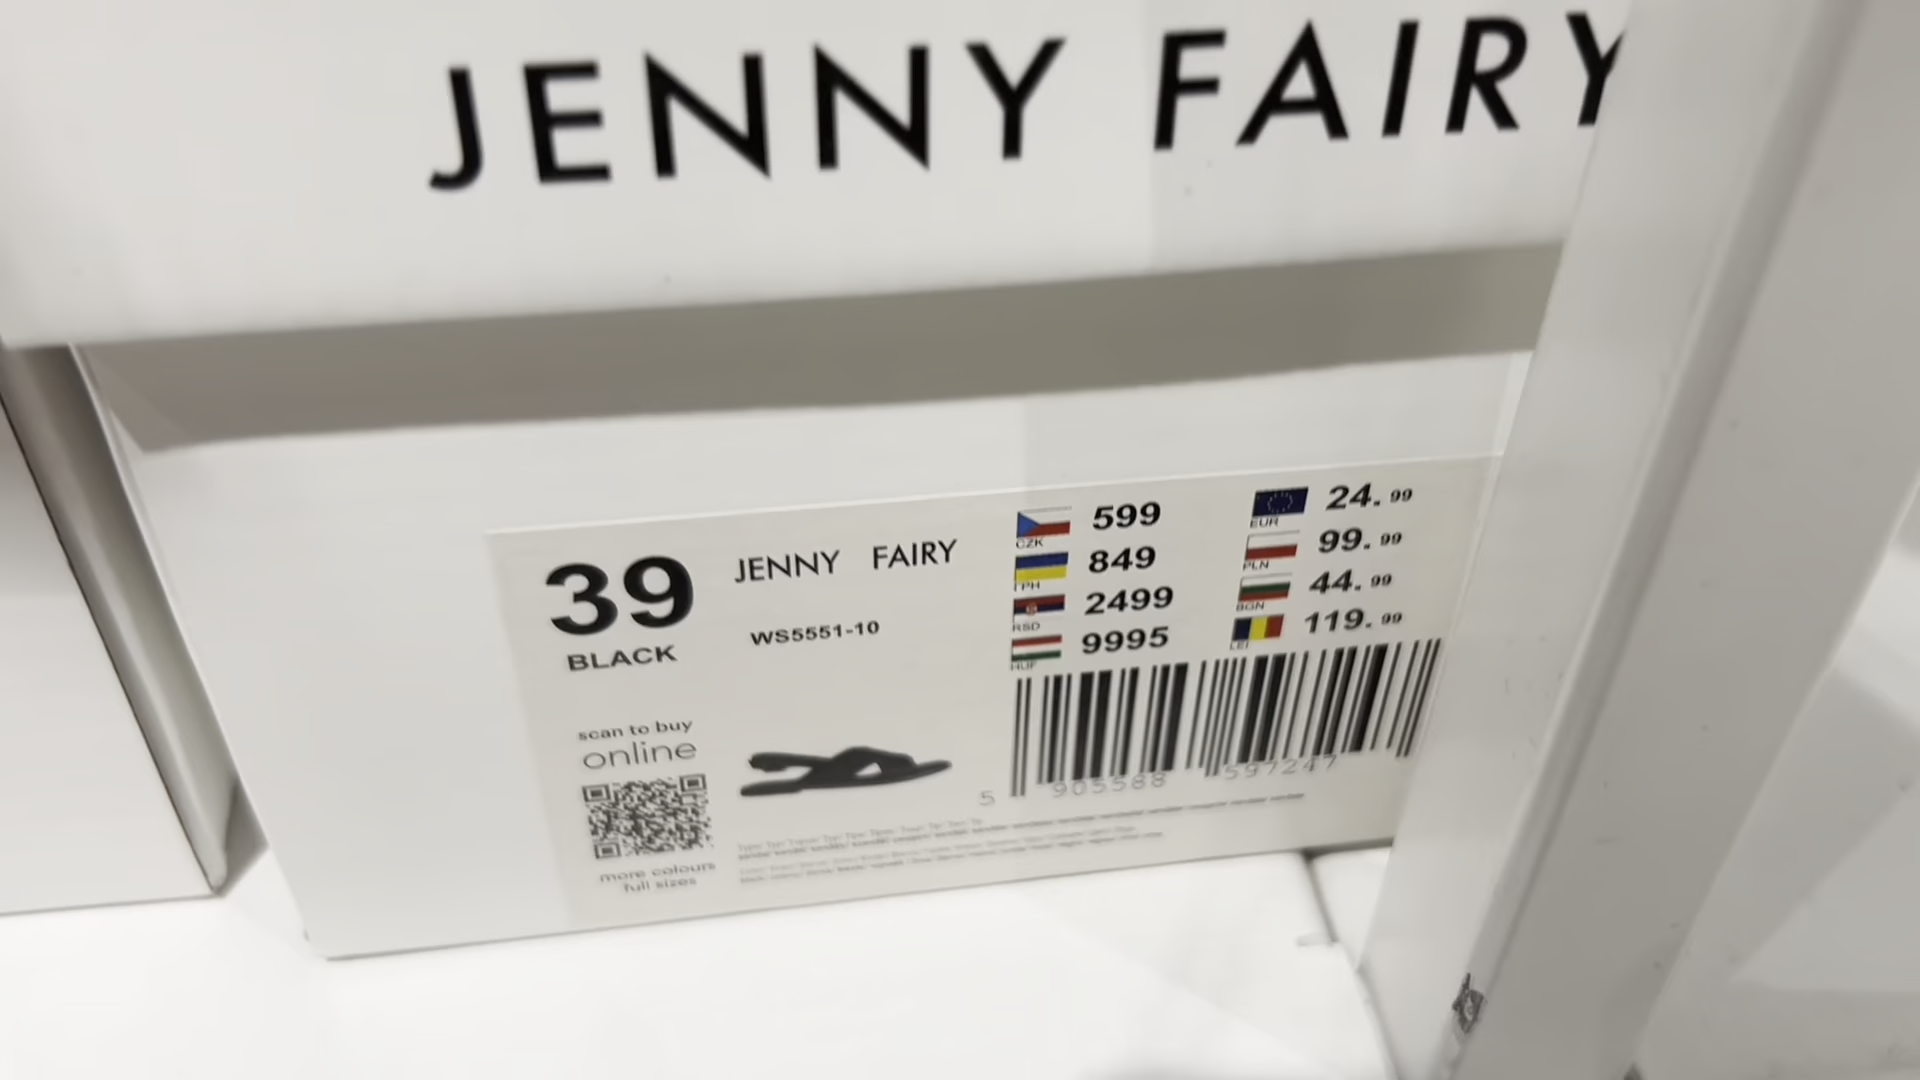 JENNY FAIRY
39
BLACK
JENNY FAIRY
WS5551-10
CZK 599
ГРН 849
RSD 2499
HUF 9995
EUR 24.99
PLN 99.99
BGN 44.99
LEI 119.99
scan to buy
online
more colours
full sizes
5 905588 597247